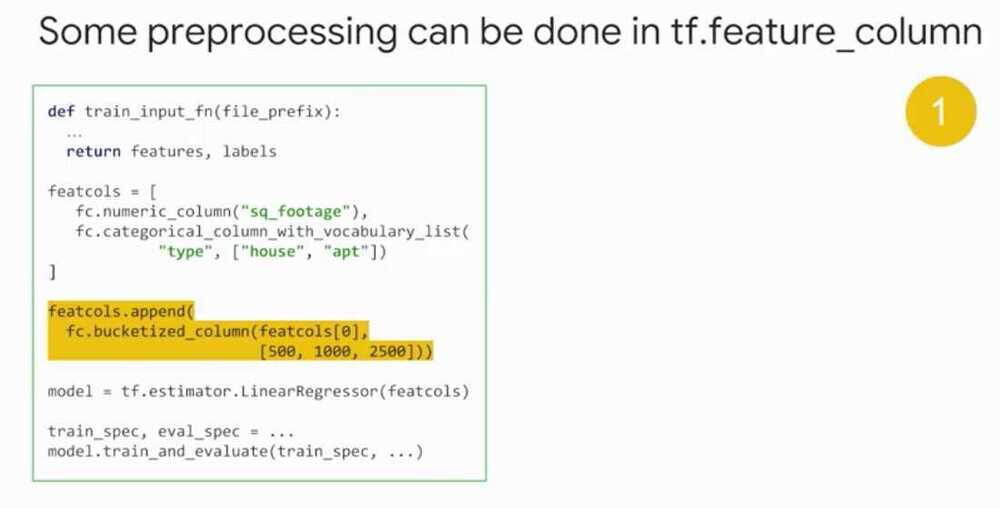 Some preprocessing can be done in tf.feature_column
1
def train_input_fn(file_prefix):
...
return features, labels
featcols = [
fc.numeric_column("sq_footage"),
fc.categorical_column_with_vocabulary_list(
"type", ["house", "apt"])
]
featcols.append(
fc.bucketized_column(featcols[0],
[500, 1000, 2500]))
model = tf.estimator.LinearRegressor(featcols)
train_spec, eval_spec = ...
model.train_and_evaluate(train_spec, ...)